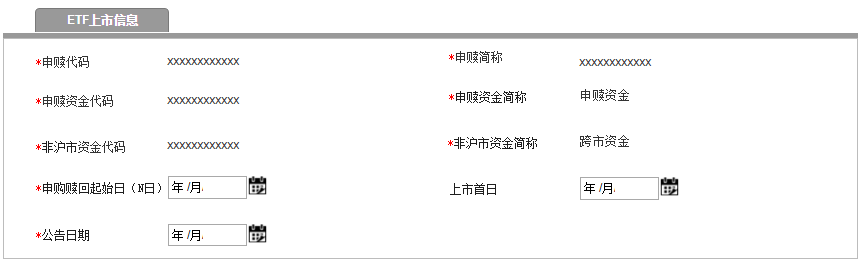 ETF上市信息
*申赎代码 xxxxxxxxxxxx *申赎简称 xxxxxxxxxxxx
*申赎资金代码 xxxxxxxxxxxx *申赎资金简称 申赎资金
*非沪市资金代码 xxxxxxxxxxxx *非沪市资金简称 跨市资金
*申购赎回起始日（N日） 年 /月. 上市首日 年 /月.
*公告日期 年 /月.